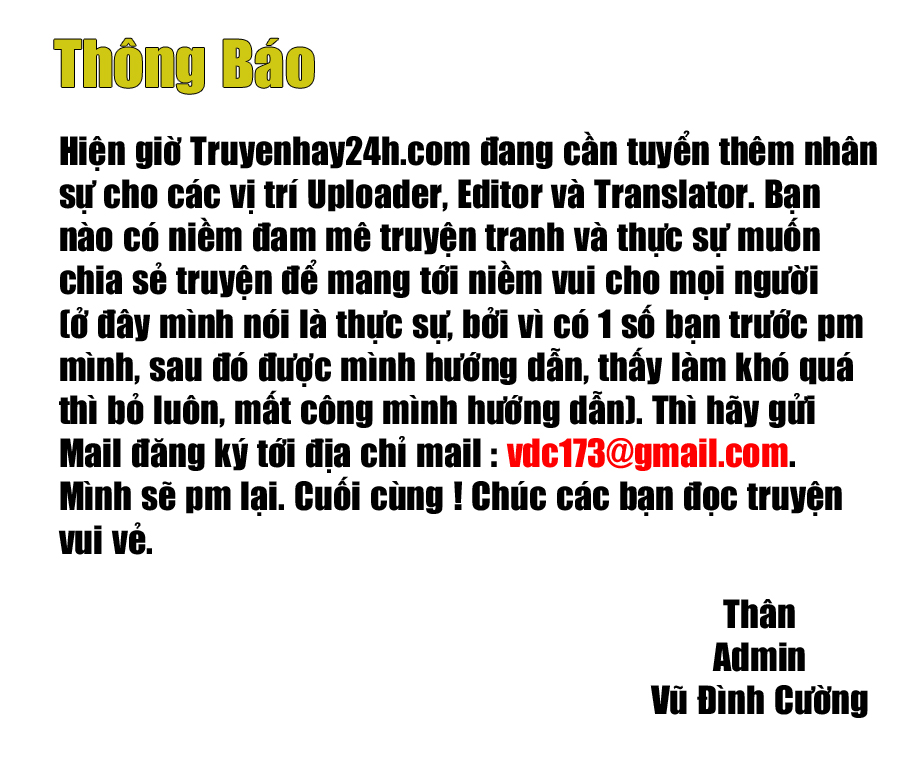 Thông Báo
Hiện giờ Truyenhay24h.com đang cần tuyển thêm nhân
sự cho các vị trí Uploader, Editor và Translator. Bạn
nào có niềm đam mê truyện tranh và thực sự muốn
chia sẻ truyện để mang tới niềm vui cho mọi người
(ở đây mình nói là thực sự, bởi vì có 1 số bạn trước pm
mình, sau đó được mình hướng dẫn, thấy làm khó quá
thì bỏ luôn, mất công mình hướng dẫn). Thì hãy gửi
Mail đăng ký tới địa chỉ mail : vdc173@gmail.com.
Mình sẽ pm lại. Cuối cùng ! Chúc các bạn đọc truyện
vui vẻ.
Thân
Admin
Vũ Đình Cường